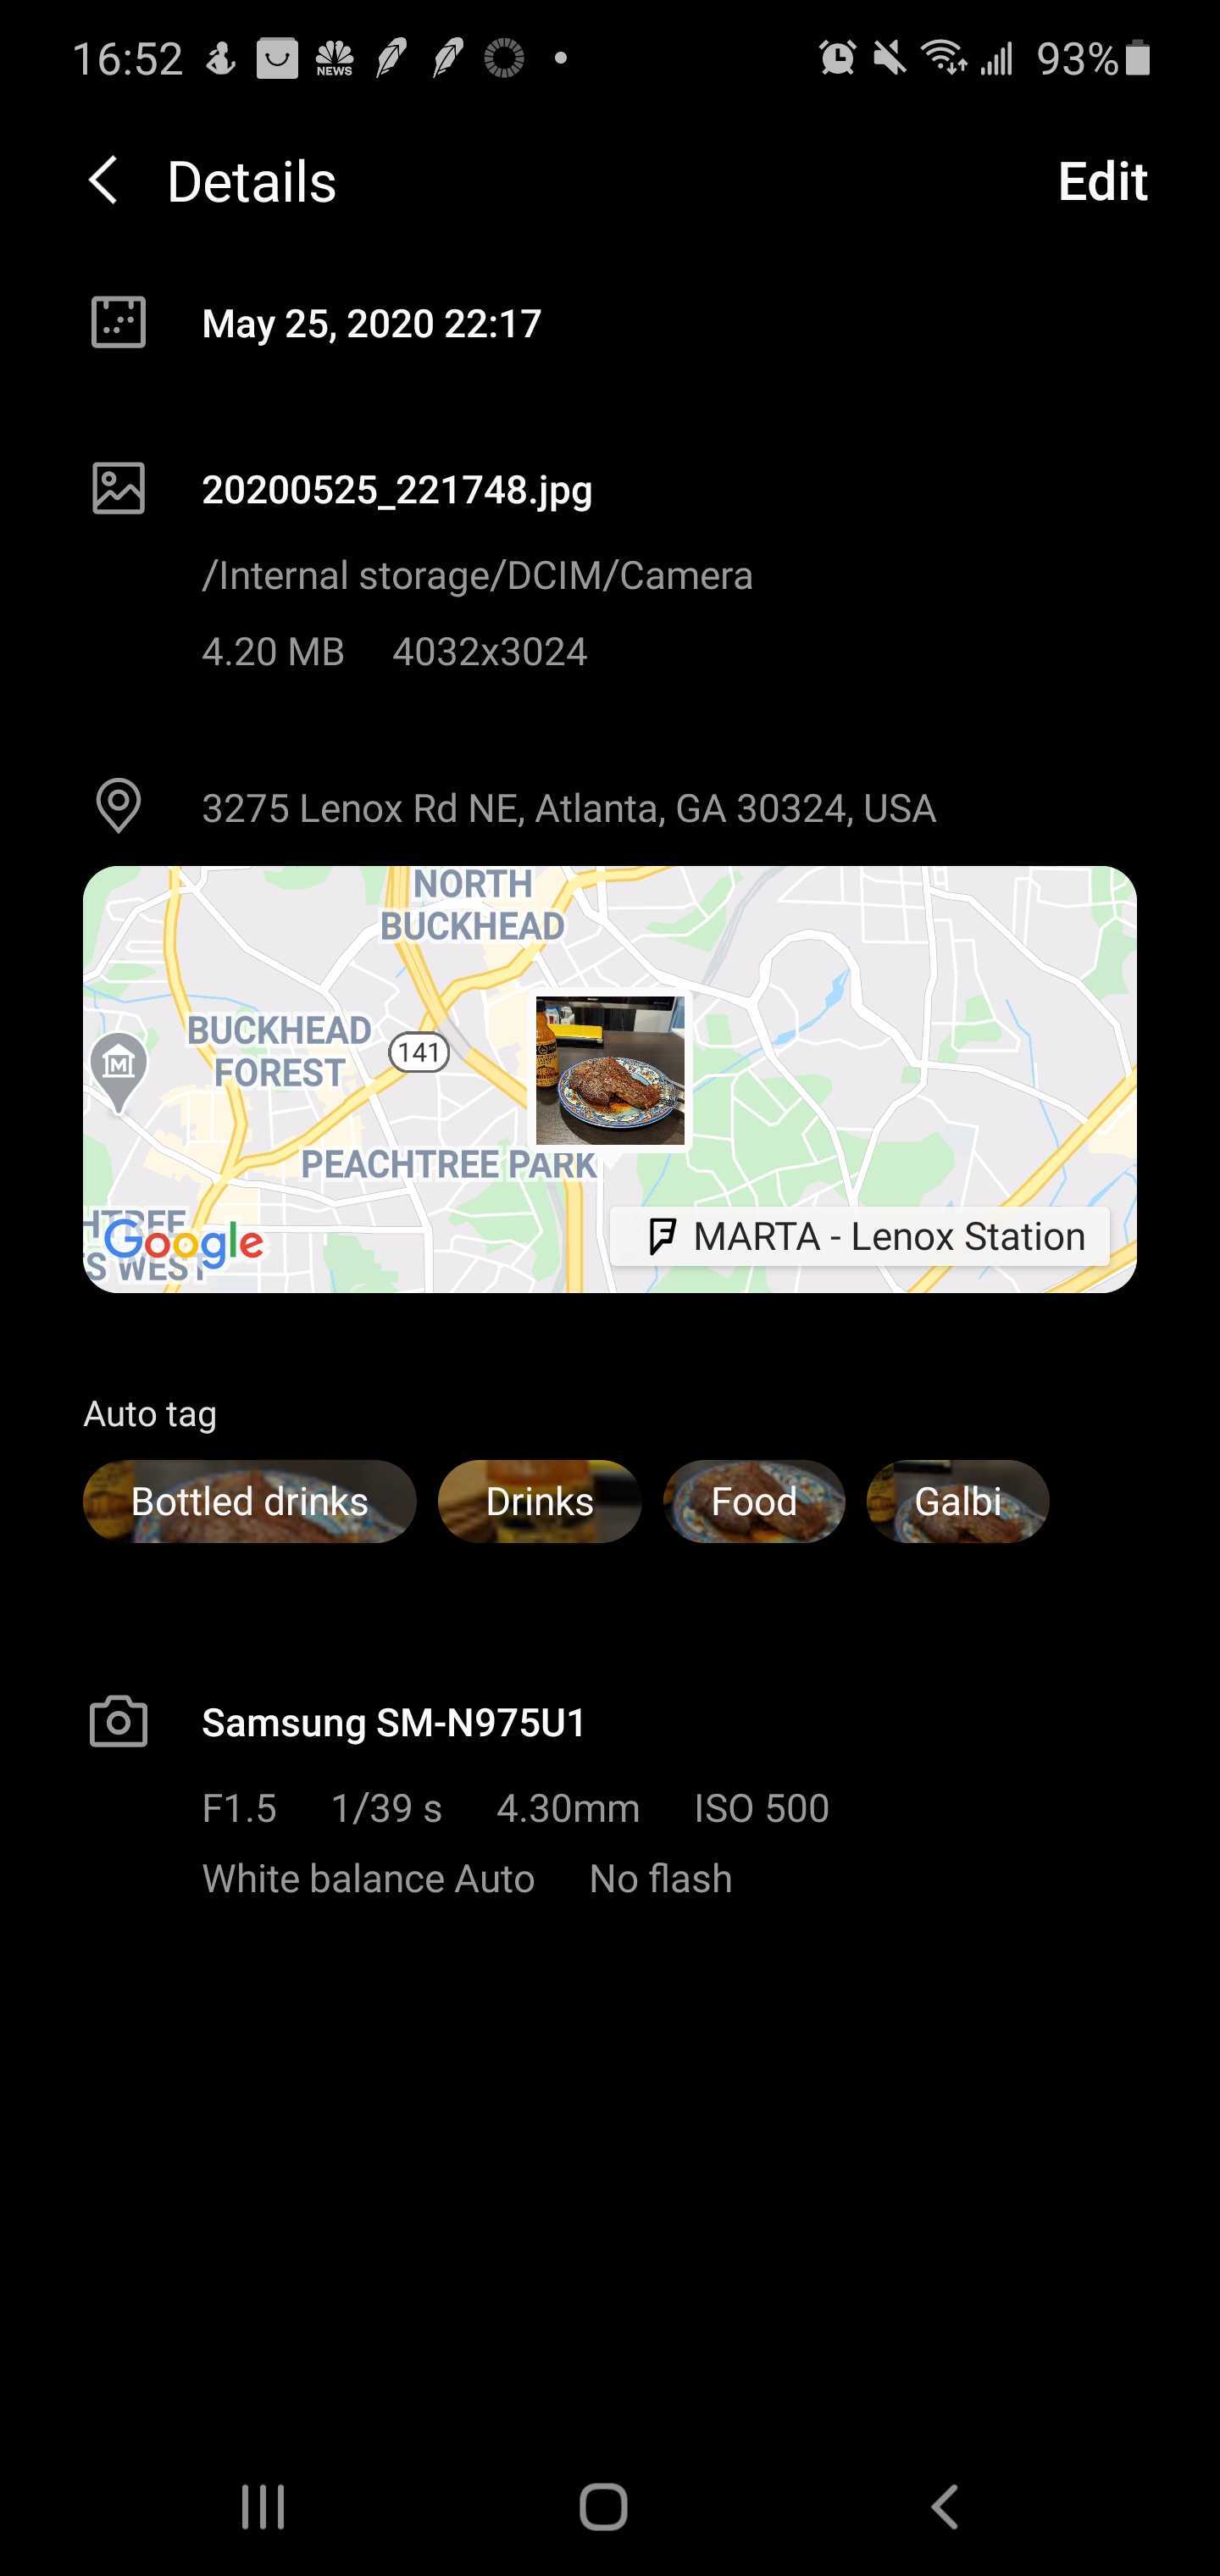 16:52 NEWS 93%
Details Edit
May 25, 2020 22:17
20200525_221748.jpg
/Internal storage/DCIM/Camera
4.20 MB 4032x3024
3275 Lenox Rd NE, Atlanta, GA 30324, USA
NORTH
BUCKHEAD
BUCKHEAD
FOREST
141
M
PEACHTREE PARK
HTREE
S WEST
Google
MARTA - Lenox Station
Auto tag
Bottled drinks Drinks Food Galbi
Samsung SM-N975U1
F1.5 1/39 s 4.30mm ISO 500
White balance Auto No flash